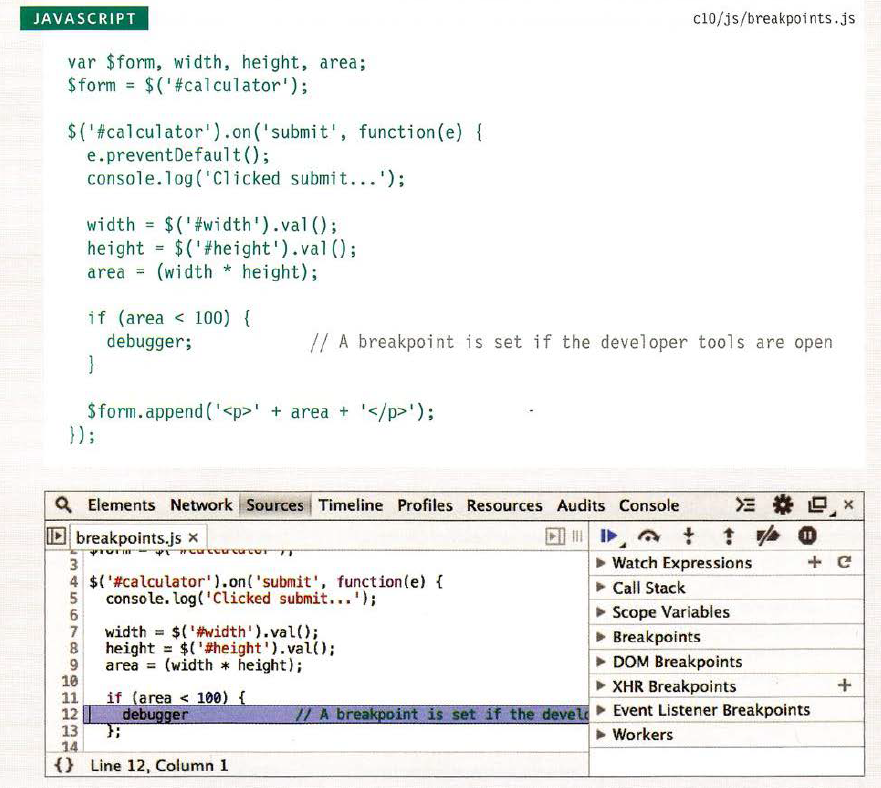 JAVASCRIPT
c10/js/breakpoints.js
var $form, width, height, area;
$form = $('#calculator');
$('#calculator').on('submit', function(e) {
e.preventDefault();
console.log('Clicked submit...');
width = $('#width').val();
height = $('#height').val();
area = (width * height);
if (area < 100) {
debugger; // A breakpoint is set if the developer tools are open
}
$form.append('<p>' + area + '</p>');
});
Elements Network Sources Timeline Profiles Resources Audits Console
breakpoints.js ×
3
4 $('#calculator').on('submit', function(e) {
5 console.log('Clicked submit...');
6
7 width = $('#width').val();
8 height = $('#height').val();
9 area = (width * height);
10
11 if (area < 100) {
12 debugger // A breakpoint is set if the develo
13 };
14
{} Line 12, Column 1
Watch Expressions
Call Stack
Scope Variables
Breakpoints
DOM Breakpoints
XHR Breakpoints
Event Listener Breakpoints
Workers